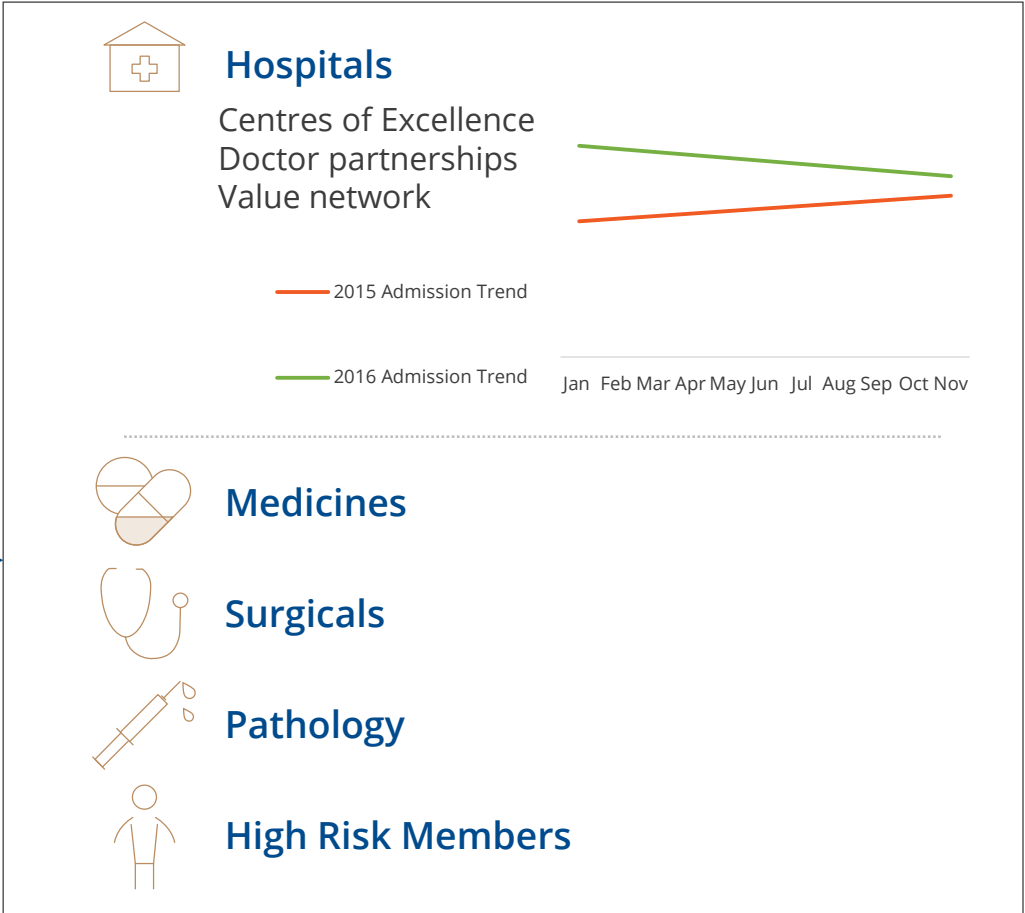 Hospitals
Centres of Excellence
Doctor partnerships
Value network
2015 Admission Trend
2016 Admission Trend
Jan Feb Mar Apr May Jun Jul Aug Sep Oct Nov
Medicines
Surgicals
Pathology
High Risk Members